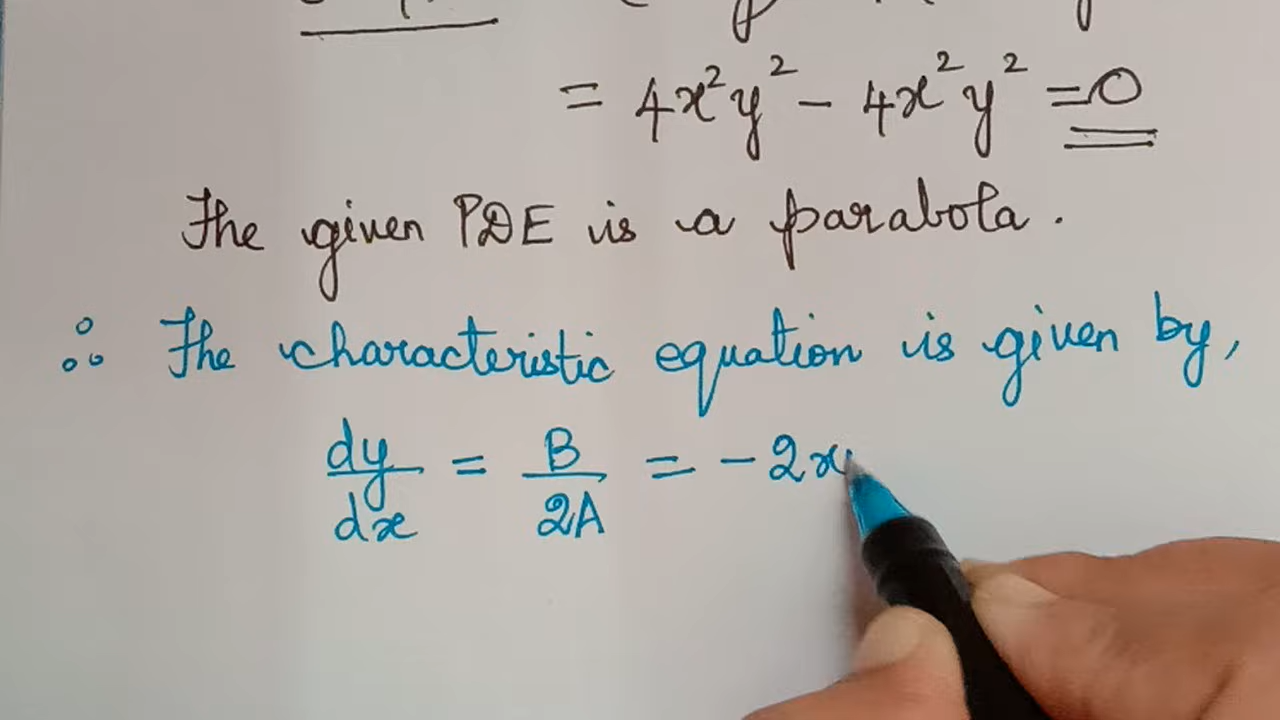 = 4x²y² - 4x²y² = 0
The given PDE is a parabola.
∴ The characteristic equation is given by,
dy/dx = B/2A = -2x